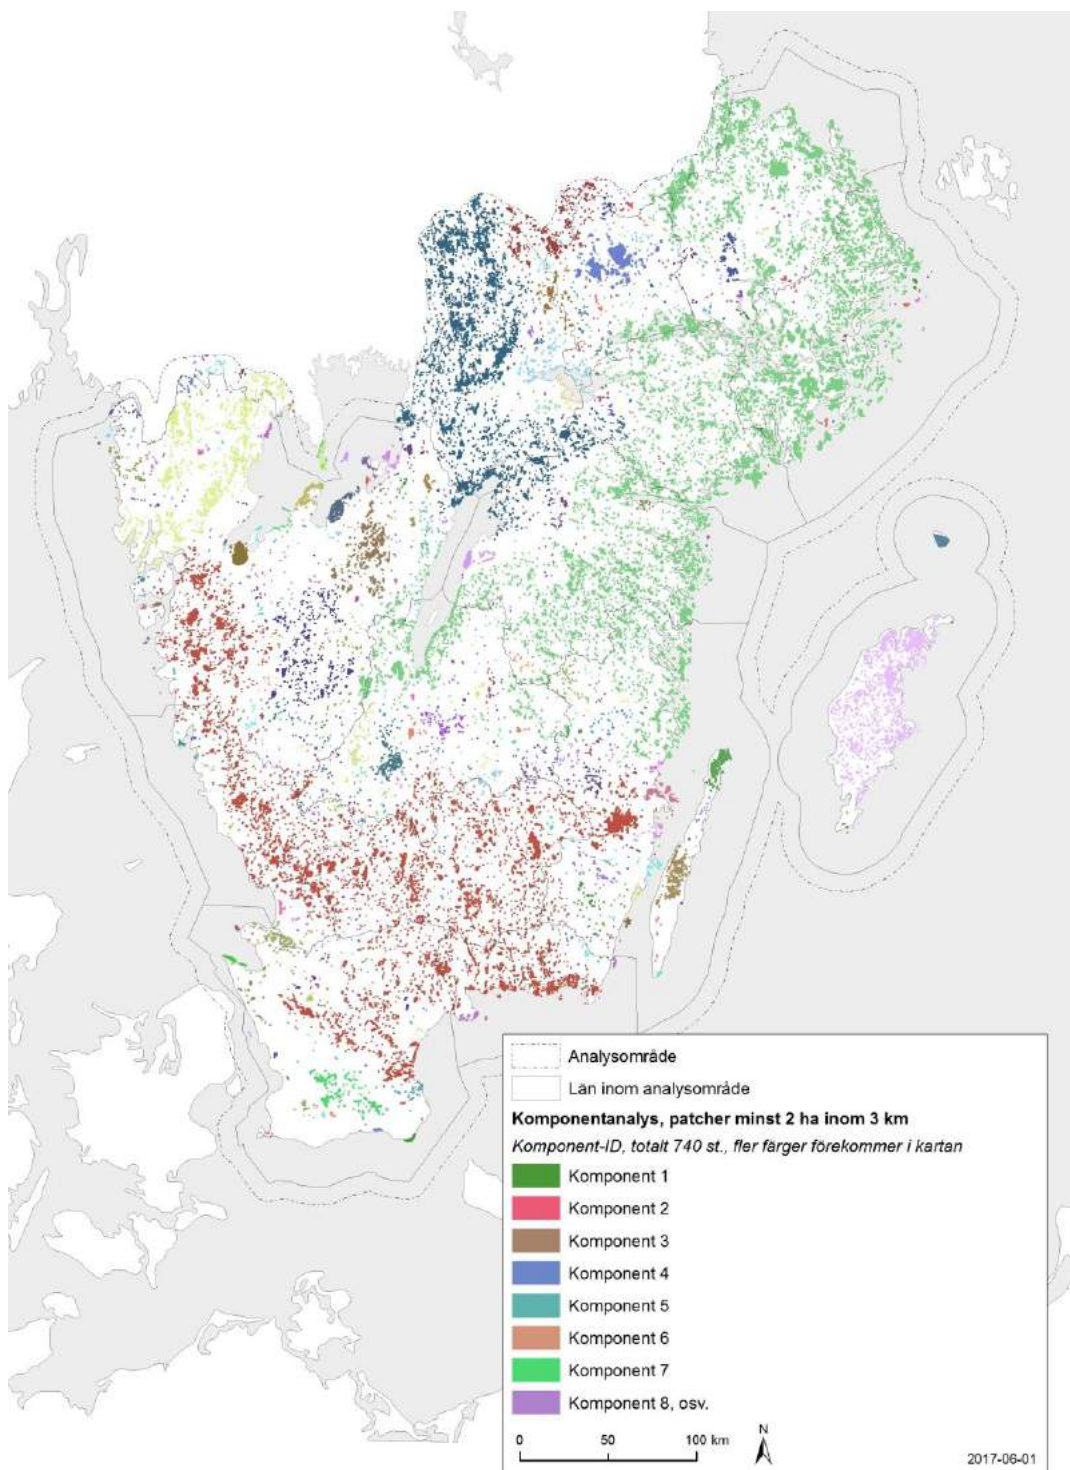 Analysområde
Län inom analysområde
Komponentanalys, patcher minst 2 ha inom 3 km
Komponent-ID, totalt 740 st., fler färger förekommer i kartan
Komponent 1
Komponent 2
Komponent 3
Komponent 4
Komponent 5
Komponent 6
Komponent 7
Komponent 8, osv.
N
0 50 100 km
2017-06-01